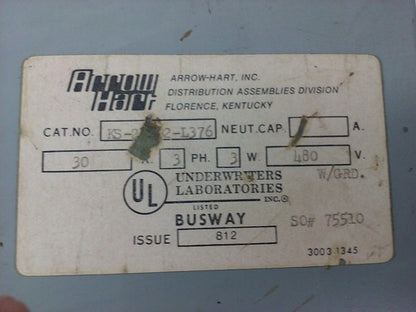 Arrow Hart
ARROW-HART, INC.
DISTRIBUTION ASSEMBLIES DIVISION
FLORENCE, KENTUCKY
CAT.NO. NEUT.CAP. A.
30 3 PH. 3 W. 480 V.
W/GRD.
UL UNDERWRITERS LABORATORIES INC.®
LISTED
BUSWAY SO# 75510
ISSUE 812
3003 1345